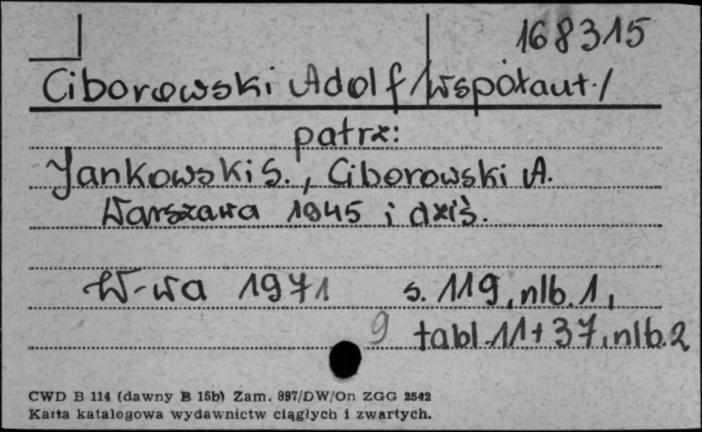 168315
Ciborowski Adolf /współaut./
patrz:
Jankowski S., Ciborowski A.
Warszawa 1945 i dziś.
W-wa 1971 s. 119, nlb. 1,
9 tabl. 11+37, nlb. 2
CWD B 114 (dawny B 15b) Zam. 897/DW/On ZGG 2542
Karta katalogowa wydawnictw ciągłych i zwartych.